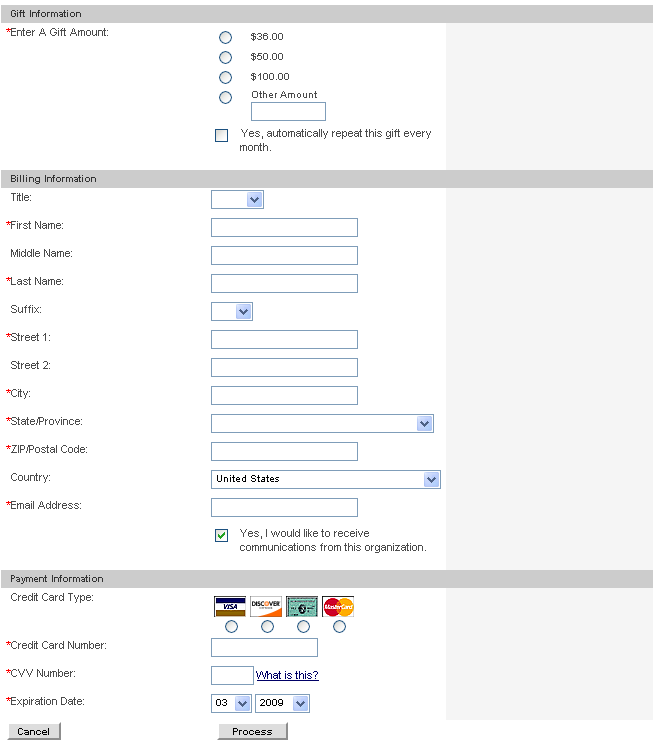 Gift Information
*Enter A Gift Amount:
$36.00
$50.00
$100.00
Other Amount
Yes, automatically repeat this gift every
month.
Billing Information
Title:
*First Name:
Middle Name:
*Last Name:
Suffix:
*Street 1:
Street 2:
*City:
*State/Province:
*ZIP/Postal Code:
Country: United States
*Email Address:
Yes, I would like to receive
communications from this organization.
Payment Information
Credit Card Type: VISA DISCOVER MasterCard
*Credit Card Number:
*CVV Number: What is this?
*Expiration Date: 03 2009
Cancel Process